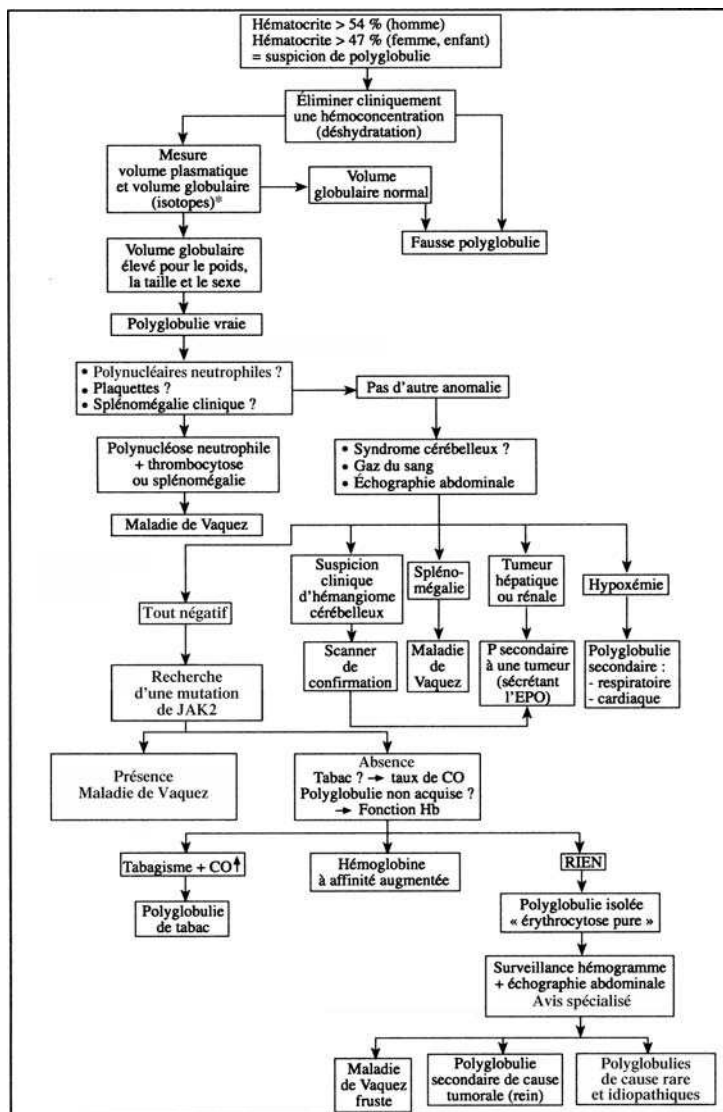 Hématocrite > 54 % (homme)
Hématocrite > 47 % (femme, enfant)
= suspicion de polyglobulie
Éliminer cliniquement
une hémoconcentration
(déshydratation)
Mesure
volume plasmatique
et volume globulaire
(isotopes)*
Volume
globulaire normal
Fausse polyglobulie
Volume globulaire
élevé pour le poids,
la taille et le sexe
Polyglobulie vraie
• Polynucléaires neutrophiles ?
• Plaquettes ?
• Splénomégalie clinique ?
Pas d'autre anomalie
Polynucléose neutrophile
+ thrombocytose
ou splénomégalie
• Syndrome cérébelleux ?
• Gaz du sang
• Échographie abdominale
Maladie de Vaquez
Tout négatif
Suspicion
clinique
d'hémangiome
cérébelleux
Spléno-
mégalie
Tumeur
hépatique
ou rénale
Hypoxémie
Recherche
d'une mutation
de JAK2
Scanner
de
confirmation
Maladie
de
Vaquez
P secondaire
à une tumeur
(sécrétant
l'EPO)
Polyglobulie
secondaire :
- respiratoire
- cardiaque
Présence
Maladie de Vaquez
Absence
Tabac ? → taux de CO
Polyglobulie non acquise ?
→ Fonction Hb
Tabagisme + CO↑
Hémoglobine
à affinité augmentée
RIEN
Polyglobulie
de tabac
Polyglobulie isolée
« érythrocytose pure »
Surveillance hémogramme
+ échographie abdominale
Avis spécialisé
Maladie
de Vaquez
fruste
Polyglobulie
secondaire de cause
tumorale (rein)
Polyglobulies
de cause rare
et idiopathiques